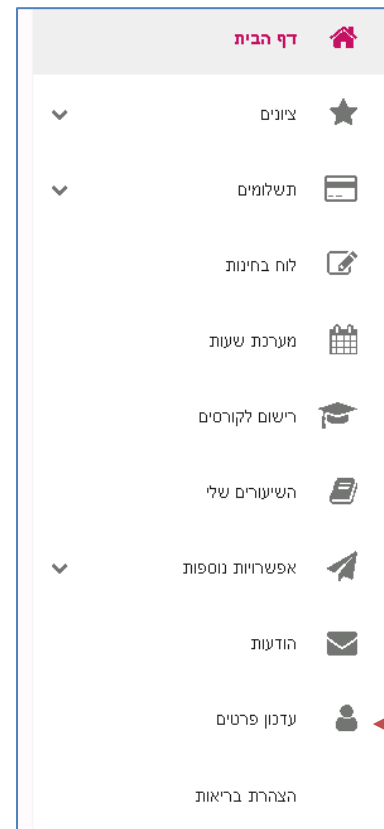 דף הבית
ציונים
תשלומים
לוח בחינות
מערכת שעות
רישום לקורסים
השיעורים שלי
אפשרויות נוספות
הודעות
עדכון פרטים
הצהרת בריאות